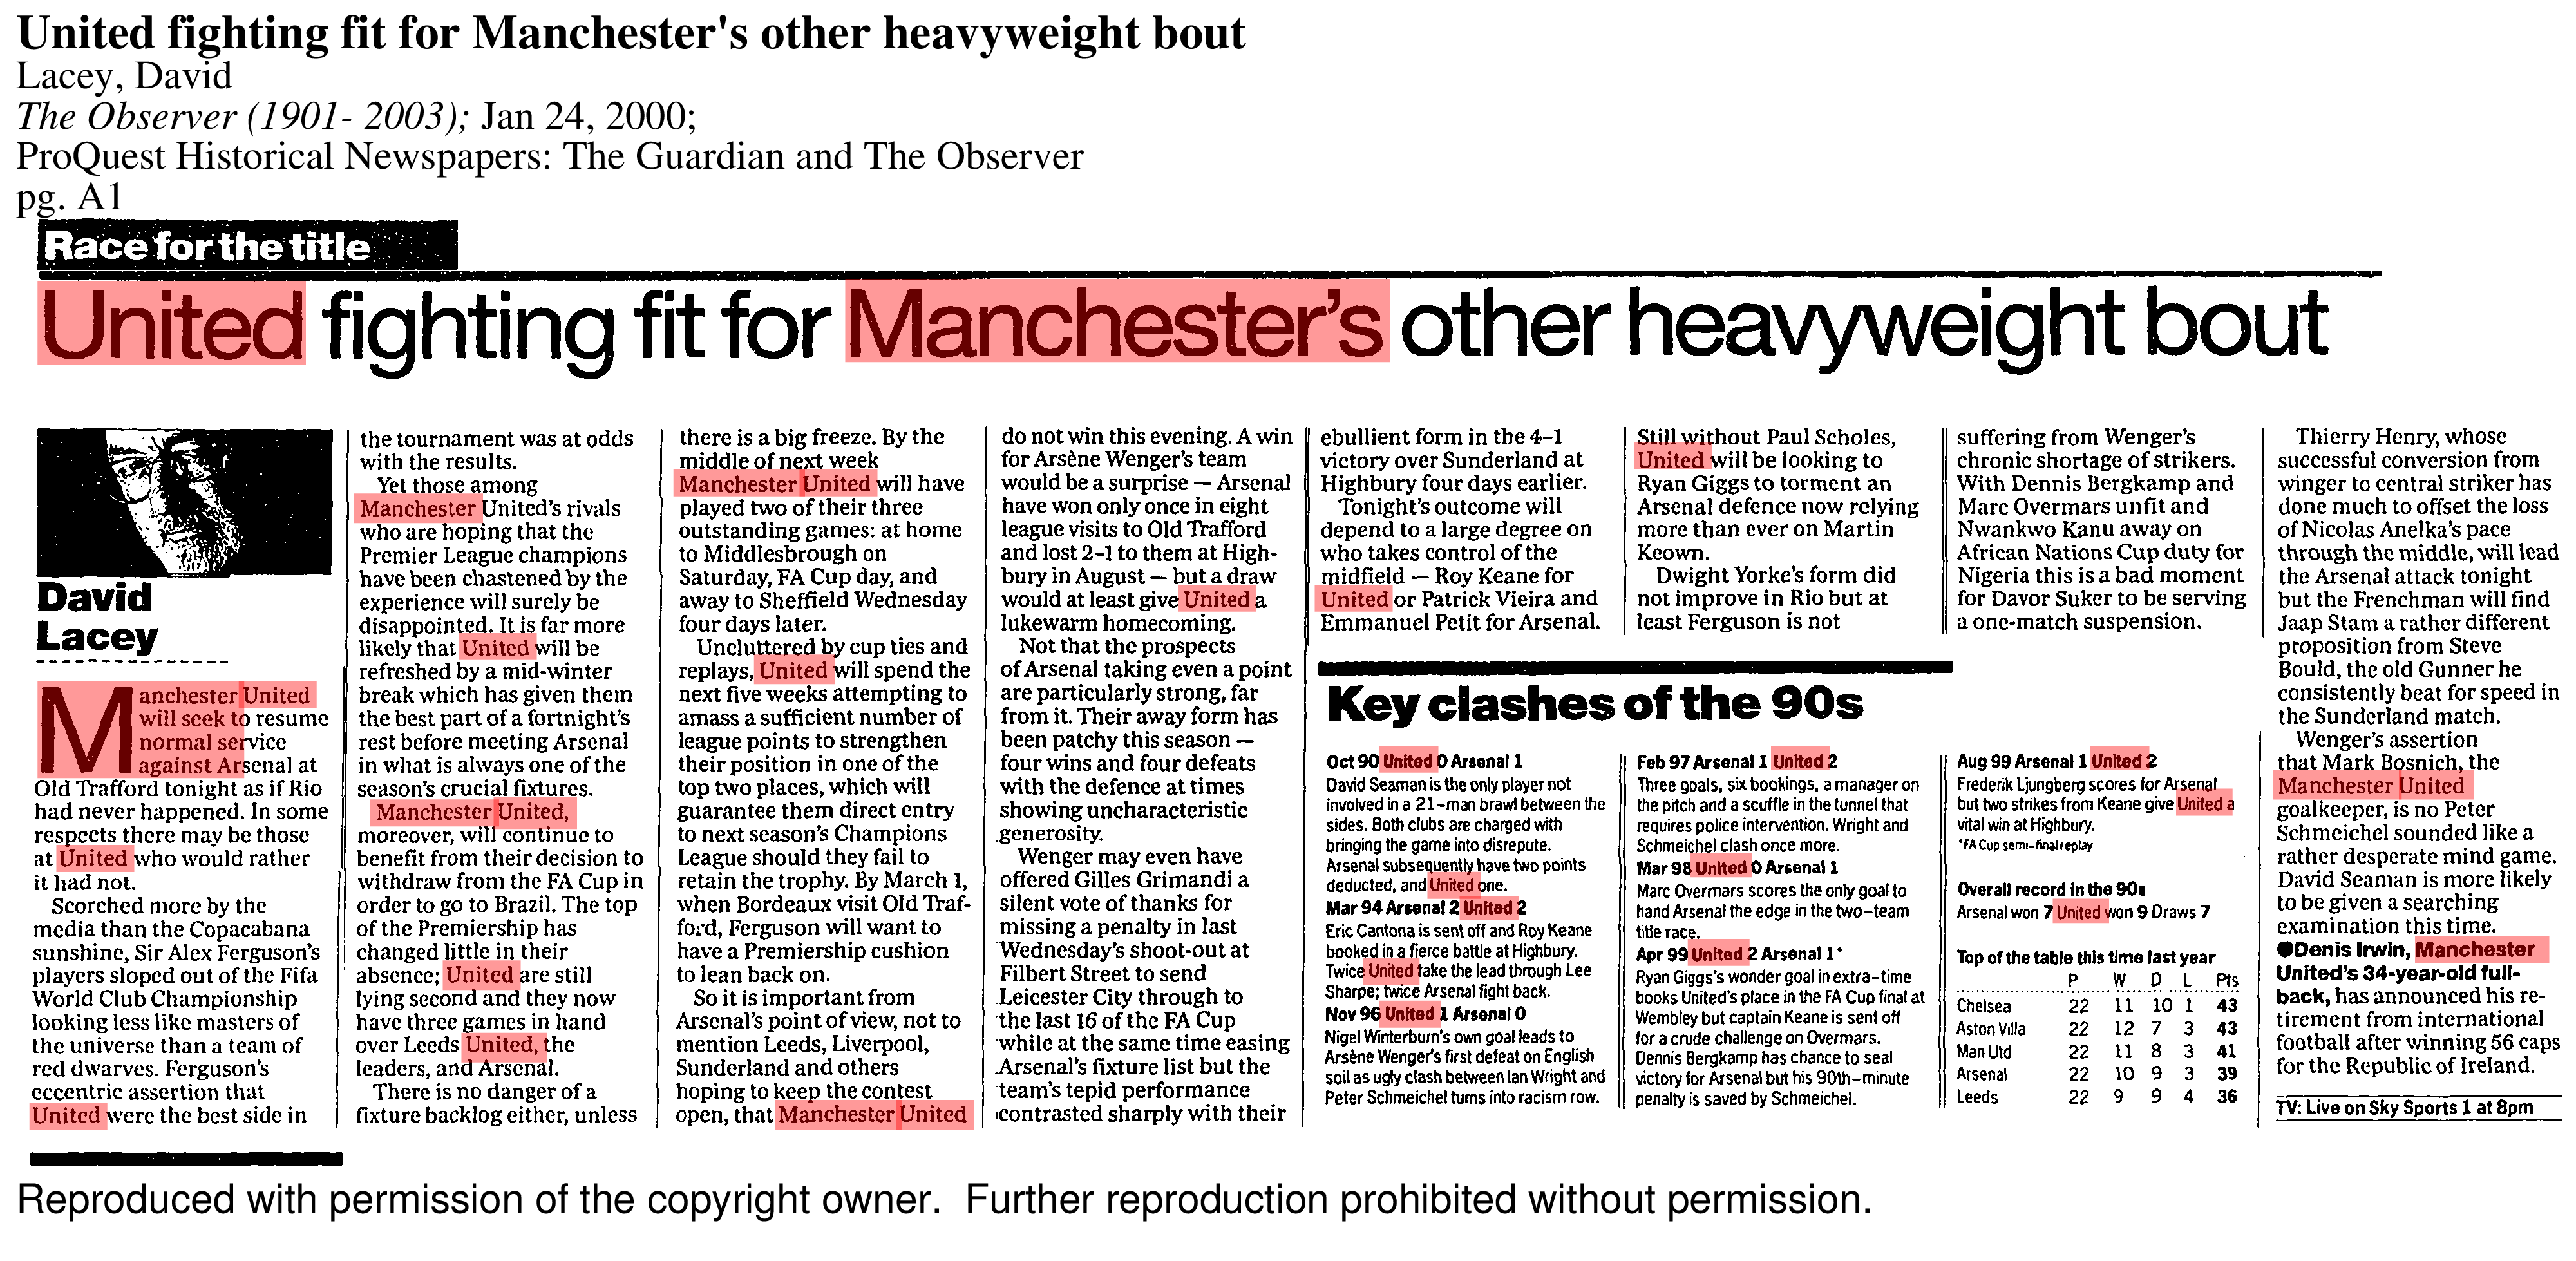 United fighting fit for Manchester's other heavyweight bout
Lacey, David
The Observer (1901- 2003); Jan 24, 2000;
ProQuest Historical Newspapers: The Guardian and The Observer
pg. A1
Race for the title
United fighting fit for Manchester's other heavyweight bout
David
Lacey
Manchester United
will seek to resume
normal service
against Arsenal at
Old Trafford tonight as if Rio
had never happened. In some
respects there may be those
at United who would rather
it had not.
Scorched more by the
media than the Copacabana
sunshine, Sir Alex Ferguson's
players sloped out of the Fifa
World Club Championship
looking less like masters of
the universe than a team of
red dwarves. Ferguson's
eccentric assertion that
United were the best side in
the tournament was at odds
with the results.
Yet those among
Manchester United's rivals
who are hoping that the
Premier League champions
have been chastened by the
experience will surely be
disappointed. It is far more
likely that United will be
refreshed by a mid-winter
break which has given them
the best part of a fortnight's
rest before meeting Arsenal
in what is always one of the
season's crucial fixtures.
Manchester United,
moreover, will continue to
benefit from their decision to
withdraw from the FA Cup in
order to go to Brazil. The top
of the Premiership has
changed little in their
absence; United are still
lying second and they now
have three games in hand
over Leeds United, the
leaders, and Arsenal.
There is no danger of a
fixture backlog either, unless
there is a big freeze. By the
middle of next week
Manchester United will have
played two of their three
outstanding games: at home
to Middlesbrough on
Saturday, FA Cup day, and
away to Sheffield Wednesday
four days later.
Uncluttered by cup ties and
replays, United will spend the
next five weeks attempting to
amass a sufficient number of
league points to strengthen
their position in one of the
top two places, which will
guarantee them direct entry
to next season's Champions
League should they fail to
retain the trophy. By March 1,
when Bordeaux visit Old Traf-
ford, Ferguson will want to
have a Premiership cushion
to lean back on.
So it is important from
Arsenal's point of view, not to
mention Leeds, Liverpool,
Sunderland and others
hoping to keep the contest
open, that Manchester United
do not win this evening. A win
for Arsène Wenger's team
would be a surprise — Arsenal
have won only once in eight
league visits to Old Trafford
and lost 2-1 to them at High-
bury in August — but a draw
would at least give United a
lukewarm homecoming.
Not that the prospects
of Arsenal taking even a point
are particularly strong, far
from it. Their away form has
been patchy this season —
four wins and four defeats
with the defence at times
showing uncharacteristic
generosity.
Wenger may even have
offered Gilles Grimandi a
silent vote of thanks for
missing a penalty in last
Wednesday's shoot-out at
Filbert Street to send
Leicester City through to
the last 16 of the FA Cup
while at the same time easing
Arsenal's fixture list but the
team's tepid performance
contrasted sharply with their
ebullient form in the 4-1
victory over Sunderland at
Highbury four days earlier.
Tonight's outcome will
depend to a large degree on
who takes control of the
midfield — Roy Keane for
United or Patrick Vieira and
Emmanuel Petit for Arsenal.
Still without Paul Scholes,
United will be looking to
Ryan Giggs to torment an
Arsenal defence now relying
more than ever on Martin
Keown.
Dwight Yorke's form did
not improve in Rio but at
least Ferguson is not
suffering from Wenger's
chronic shortage of strikers.
With Dennis Bergkamp and
Marc Overmars unfit and
Nwankwo Kanu away on
African Nations Cup duty for
Nigeria this is a bad moment
for Davor Suker to be serving
a one-match suspension.
Thierry Henry, whose
successful conversion from
winger to central striker has
done much to offset the loss
of Nicolas Anelka's pace
through the middle, will lead
the Arsenal attack tonight
but the Frenchman will find
Jaap Stam a rather different
proposition from Steve
Bould, the old Gunner he
consistently beat for speed in
the Sunderland match.
Wenger's assertion
that Mark Bosnich, the
Manchester United
goalkeeper, is no Peter
Schmeichel sounded like a
rather desperate mind game.
David Seaman is more likely
to be given a searching
examination this time.
●Denis Irwin, Manchester
United's 34-year-old full-
back, has announced his re-
tirement from international
football after winning 56 caps
for the Republic of Ireland.
TV: Live on Sky Sports 1 at 8pm
Key clashes of the 90s
Oct 90 United 0 Arsenal 1
David Seaman is the only player not
involved in a 21-man brawl between the
sides. Both clubs are charged with
bringing the game into disrepute.
Arsenal subsequently have two points
deducted, and United one.
Mar 94 Arsenal 2 United 2
Eric Cantona is sent off and Roy Keane
booked in a fierce battle at Highbury.
Twice United take the lead through Lee
Sharpe; twice Arsenal fight back.
Nov 96 United 1 Arsenal 0
Nigel Winterburn's own goal leads to
Arsène Wenger's first defeat on English
soil as ugly clash between Ian Wright and
Peter Schmeichel turns into racism row.
Feb 97 Arsenal 1 United 2
Three goals, six bookings, a manager on
the pitch and a scuffle in the tunnel that
requires police intervention. Wright and
Schmeichel clash once more.
Mar 98 United 0 Arsenal 1
Marc Overmars scores the only goal to
hand Arsenal the edge in the two-team
title race.
Apr 99 United 2 Arsenal 1*
Ryan Giggs's wonder goal in extra-time
books United's place in the FA Cup final at
Wembley but captain Keane is sent off
for a crude challenge on Overmars.
Dennis Bergkamp has chance to seal
victory for Arsenal but his 90th-minute
penalty is saved by Schmeichel.
Aug 99 Arsenal 1 United 2
Frederik Ljungberg scores for Arsenal
but two strikes from Keane give United a
vital win at Highbury.
*FA Cup semi-final replay
Overall record in the 90s
Arsenal won 7 United won 9 Draws 7
Top of the table this time last year
P W D L Pts
Chelsea 22 11 10 1 43
Aston Villa 22 12 7 3 43
Man Utd 22 11 8 3 41
Arsenal 22 10 9 3 39
Leeds 22 9 9 4 36
Reproduced with permission of the copyright owner. Further reproduction prohibited without permission.